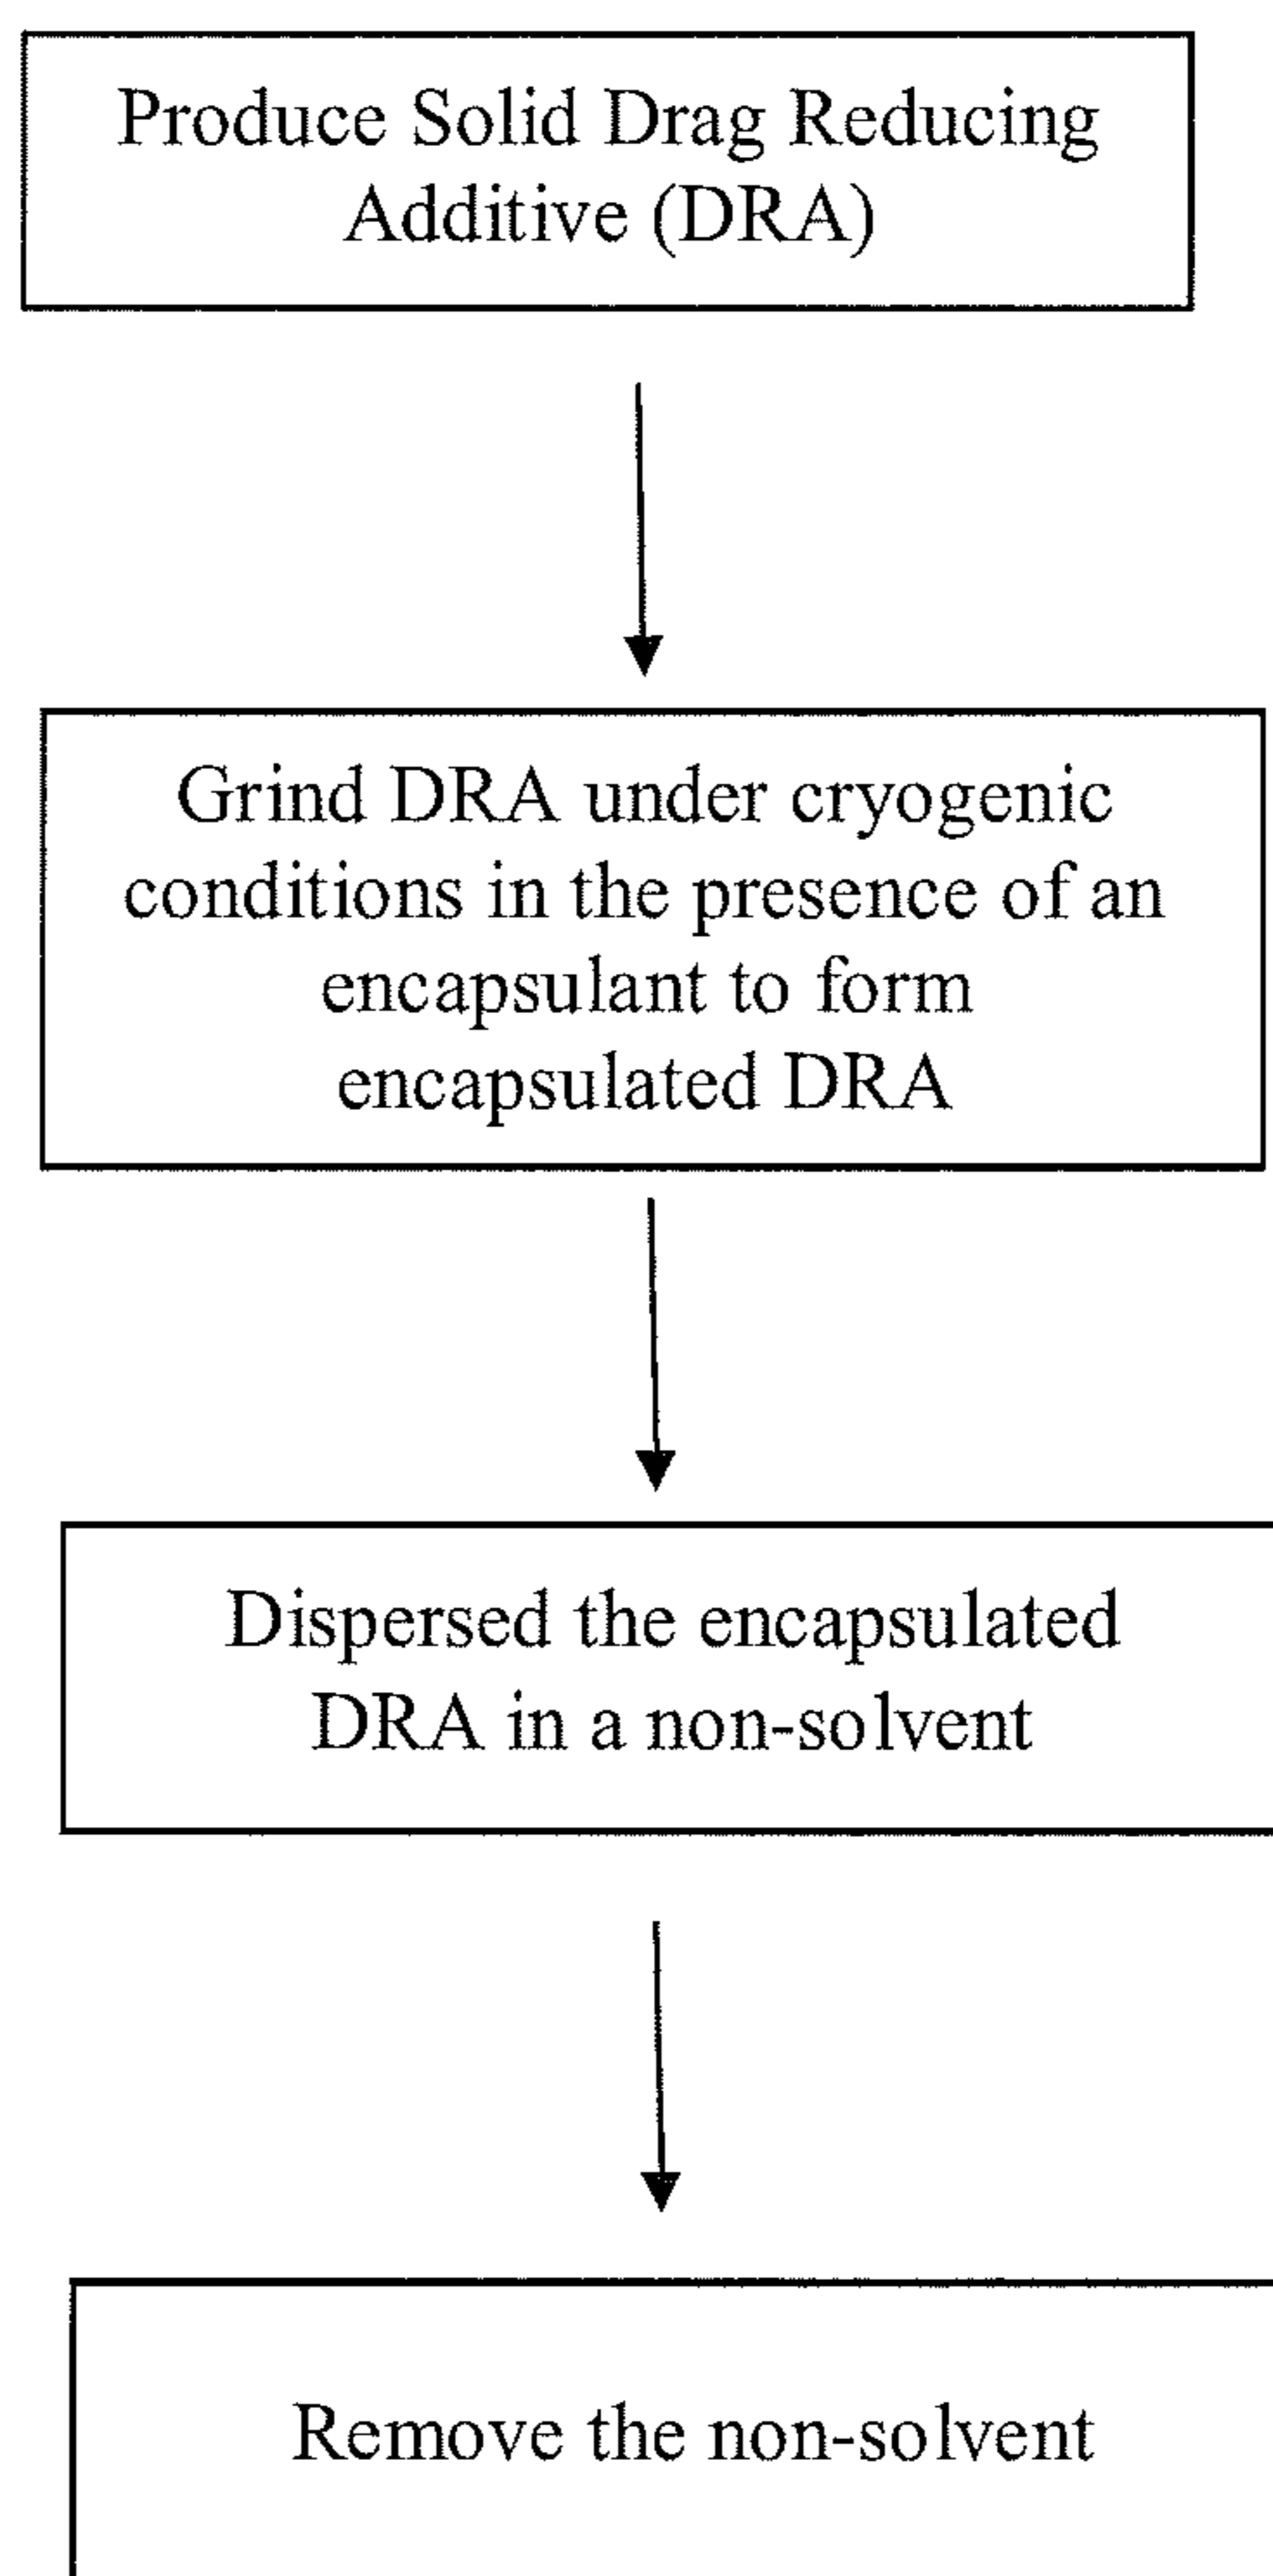 Produce Solid Drag Reducing
Additive (DRA)
Grind DRA under cryogenic
conditions in the presence of an
encapsulant to form
encapsulated DRA
Dispersed the encapsulated
DRA in a non-solvent
Remove the non-solvent